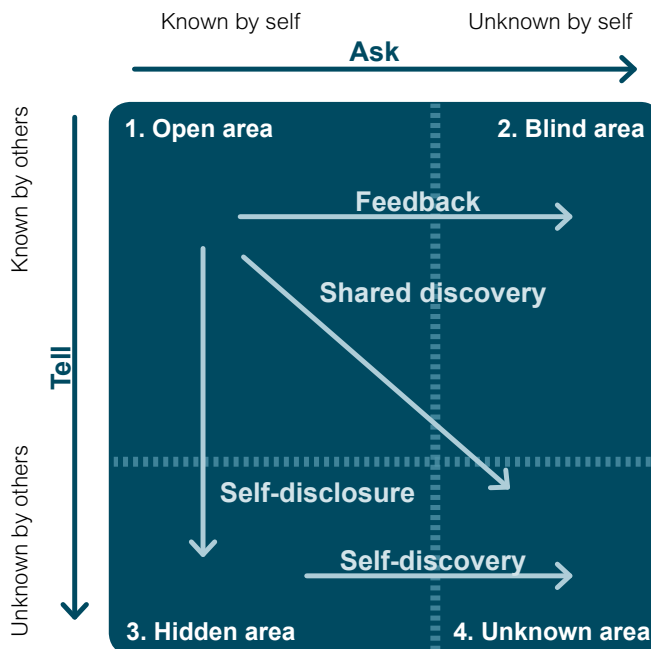 Known by self
Unknown by self
Ask
Known by others
Tell
Unknown by others
1. Open area
2. Blind area
Feedback
Shared discovery
Self-disclosure
Self-discovery
3. Hidden area
4. Unknown area